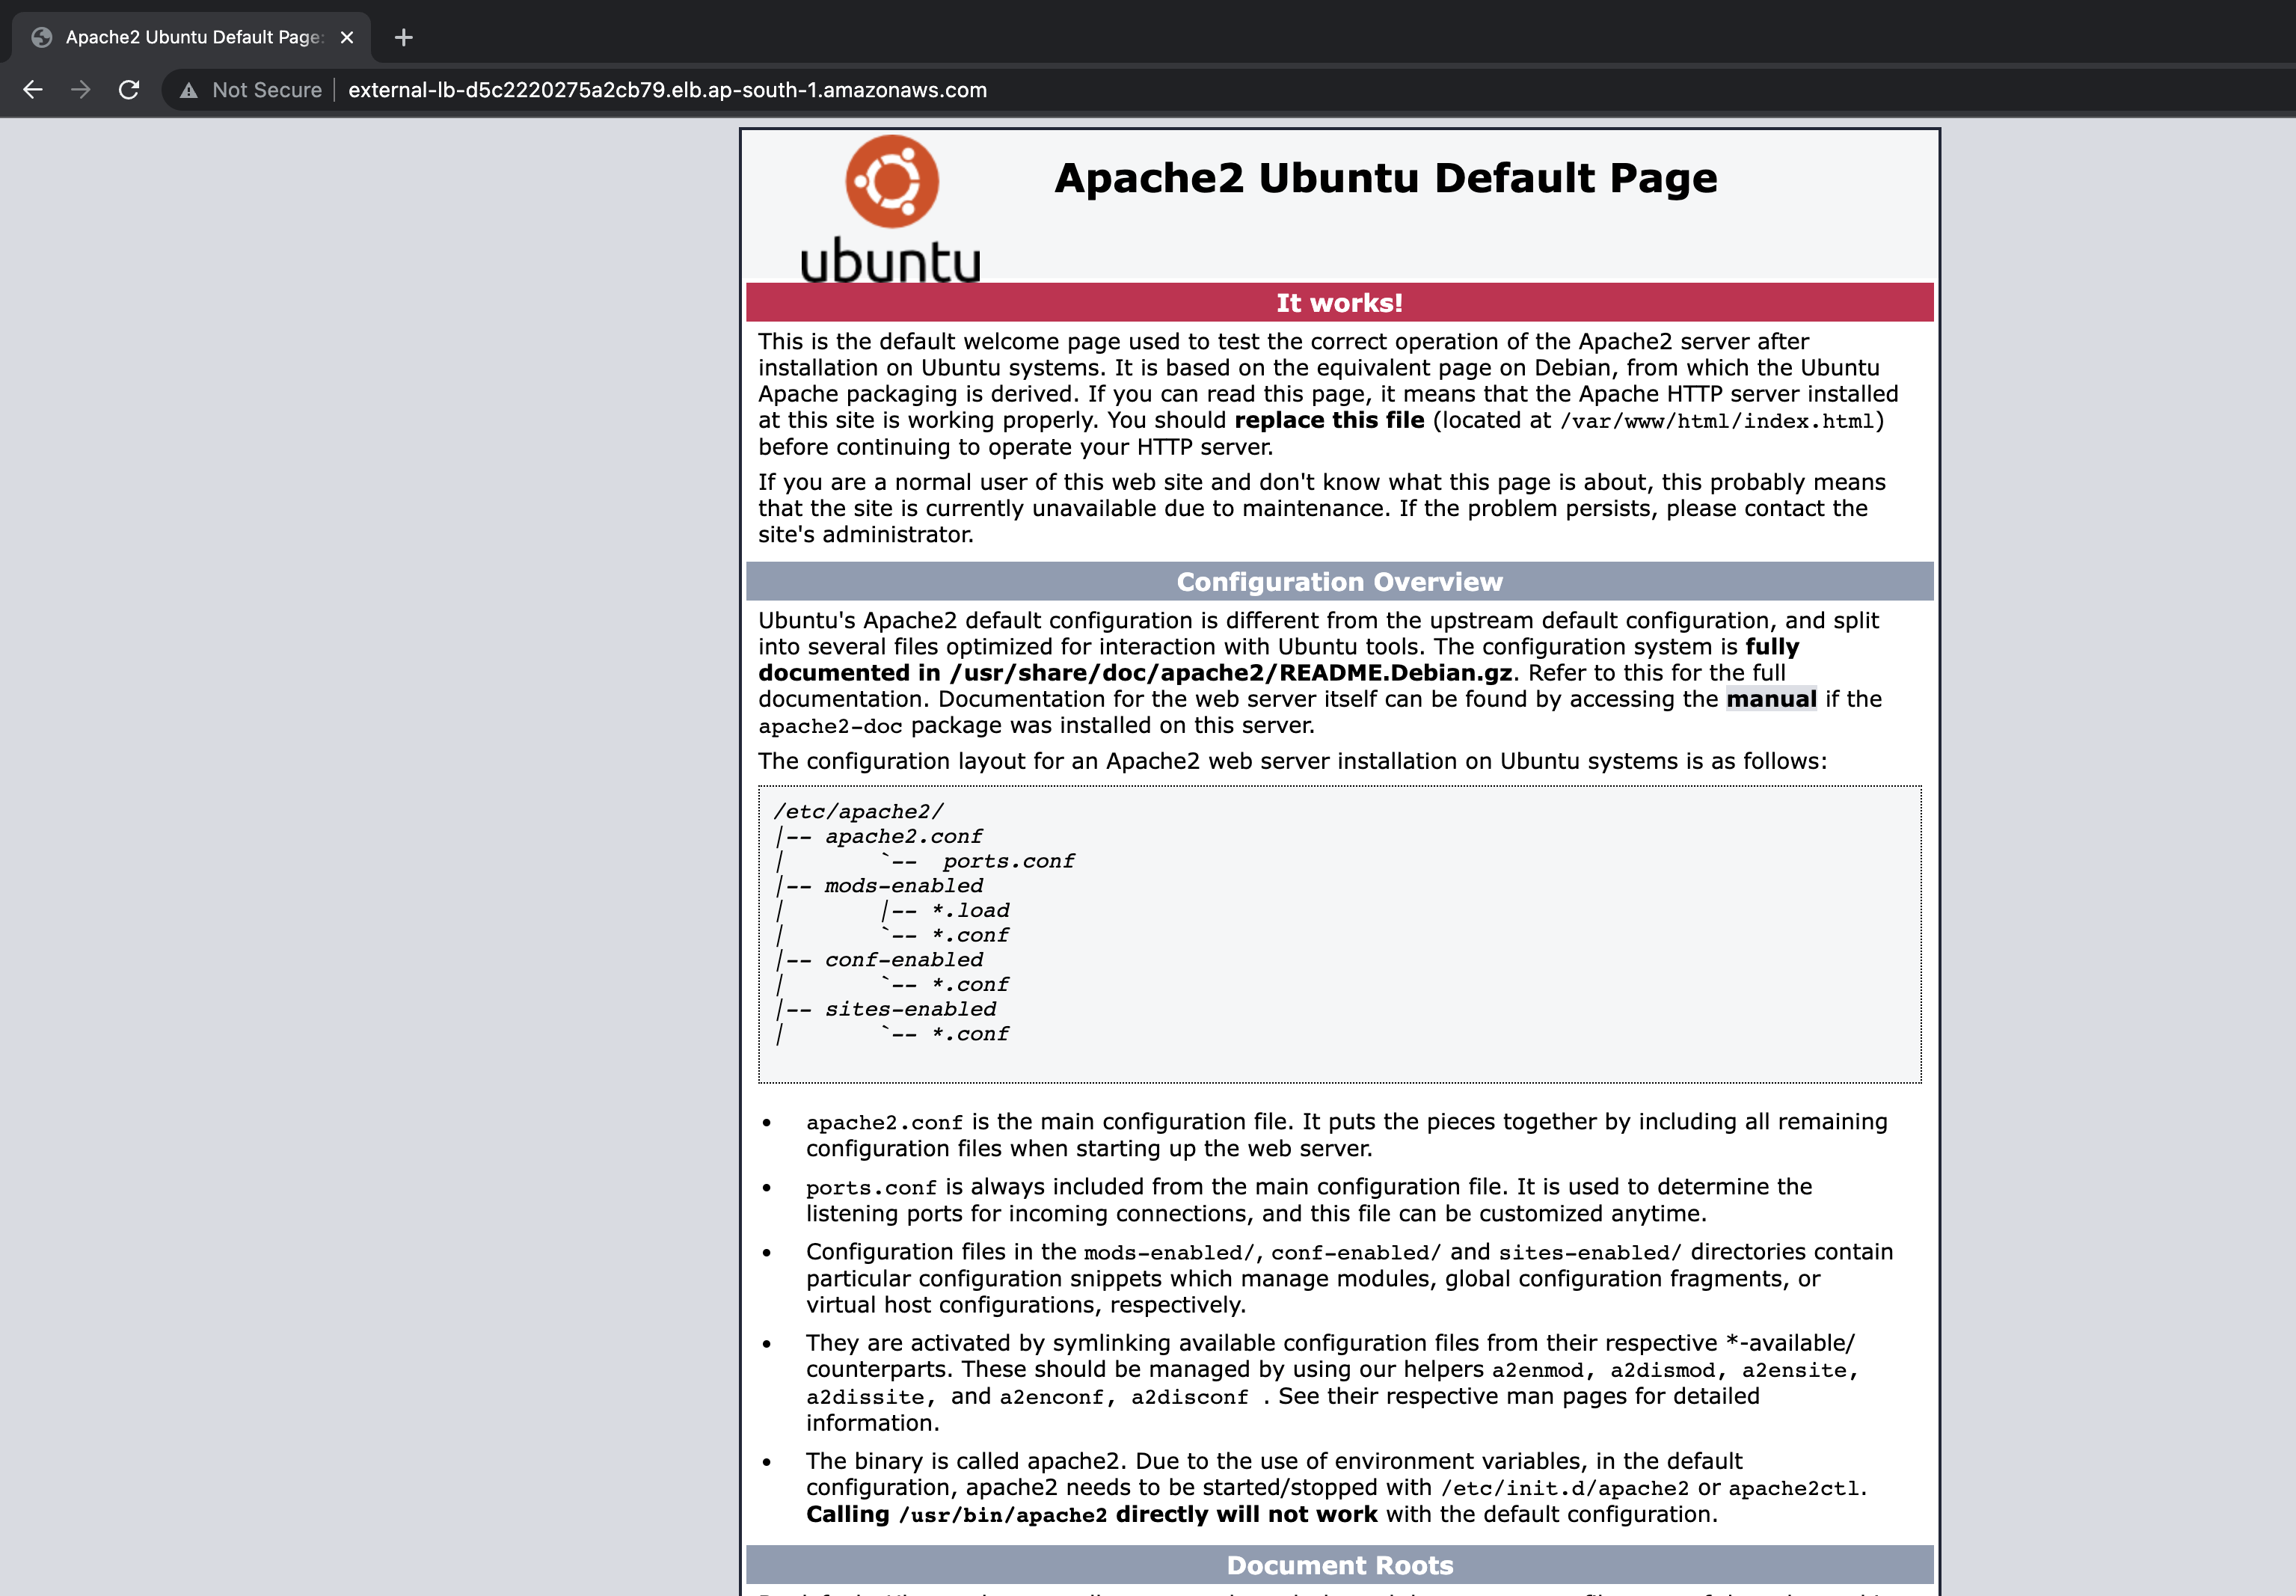 Apache2 Ubuntu Default Page:
Not Secure
external-lb-d5c2220275a2cb79.elb.ap-south-1.amazonaws.com
ubuntu
Apache2 Ubuntu Default Page
It works!
This is the default welcome page used to test the correct operation of the Apache2 server after
installation on Ubuntu systems. It is based on the equivalent page on Debian, from which the Ubuntu
Apache packaging is derived. If you can read this page, it means that the Apache HTTP server installed
at this site is working properly. You should replace this file (located at /var/www/html/index.html)
before continuing to operate your HTTP server.
If you are a normal user of this web site and don't know what this page is about, this probably means
that the site is currently unavailable due to maintenance. If the problem persists, please contact the
site's administrator.
Configuration Overview
Ubuntu's Apache2 default configuration is different from the upstream default configuration, and split
into several files optimized for interaction with Ubuntu tools. The configuration system is fully
documented in /usr/share/doc/apache2/README.Debian.gz. Refer to this for the full
documentation. Documentation for the web server itself can be found by accessing the manual if the
apache2-doc package was installed on this server.
The configuration layout for an Apache2 web server installation on Ubuntu systems is as follows:
/etc/apache2/
|-- apache2.conf
|       `--  ports.conf
|-- mods-enabled
|       |-- *.load
|       `-- *.conf
|-- conf-enabled
|       `-- *.conf
|-- sites-enabled
|       `-- *.conf
• apache2.conf is the main configuration file. It puts the pieces together by including all remaining
configuration files when starting up the web server.
• ports.conf is always included from the main configuration file. It is used to determine the
listening ports for incoming connections, and this file can be customized anytime.
• Configuration files in the mods-enabled/, conf-enabled/ and sites-enabled/ directories contain
particular configuration snippets which manage modules, global configuration fragments, or
virtual host configurations, respectively.
• They are activated by symlinking available configuration files from their respective *-available/
counterparts. These should be managed by using our helpers a2enmod, a2dismod, a2ensite,
a2dissite, and a2enconf, a2disconf . See their respective man pages for detailed
information.
• The binary is called apache2. Due to the use of environment variables, in the default
configuration, apache2 needs to be started/stopped with /etc/init.d/apache2 or apache2ctl.
Calling /usr/bin/apache2 directly will not work with the default configuration.
Document Roots